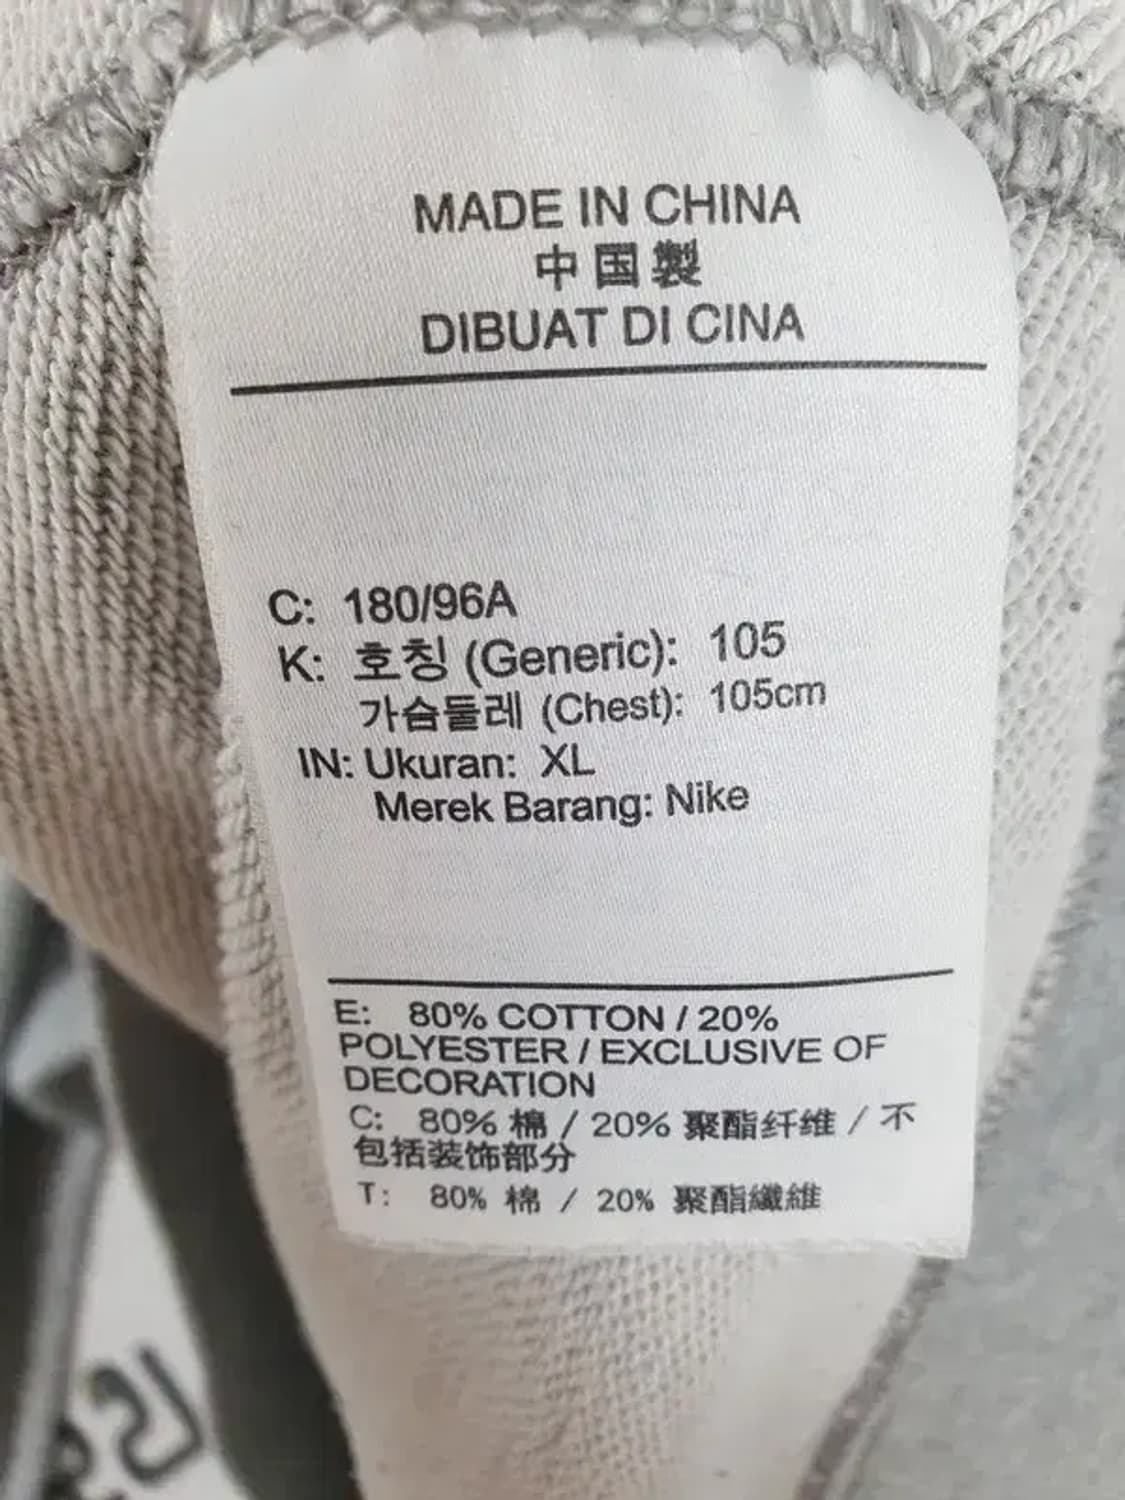 MADE IN CHINA
中国製
DIBUAT DI CINA
C: 180/96A
K: 호칭 (Generic): 105
가슴둘레 (Chest): 105cm
IN: Ukuran: XL
Merek Barang: Nike
E: 80% COTTON / 20%
POLYESTER / EXCLUSIVE OF
DECORATION
C: 80% 棉 / 20% 聚酯纤维 / 不
包括装饰部分
T: 80% 棉 / 20% 聚酯纖維